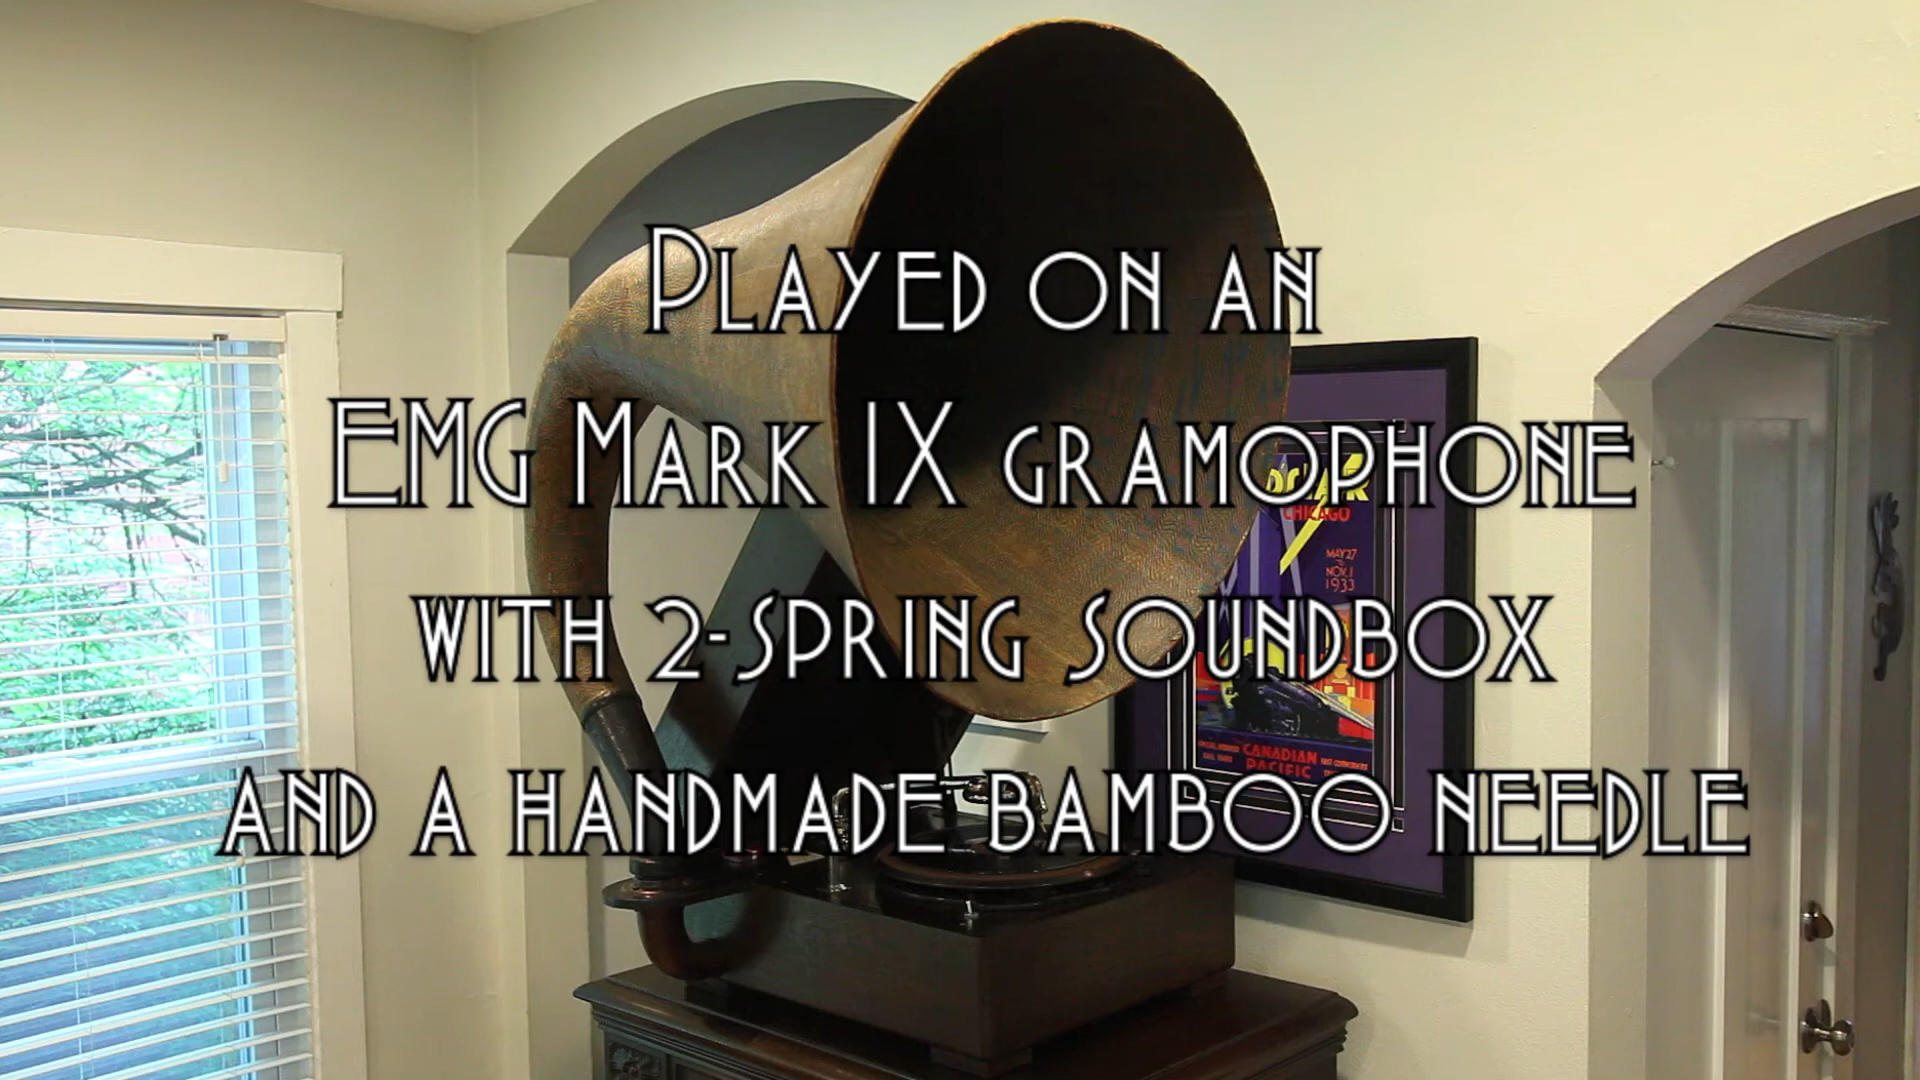 Played on an
EMG Mark IX gramophone
with 2-spring Soundbox
and a handmade bamboo needle
CHICAGO
MAY 27
NOV. 1
1933
CANADIAN
PACIFIC